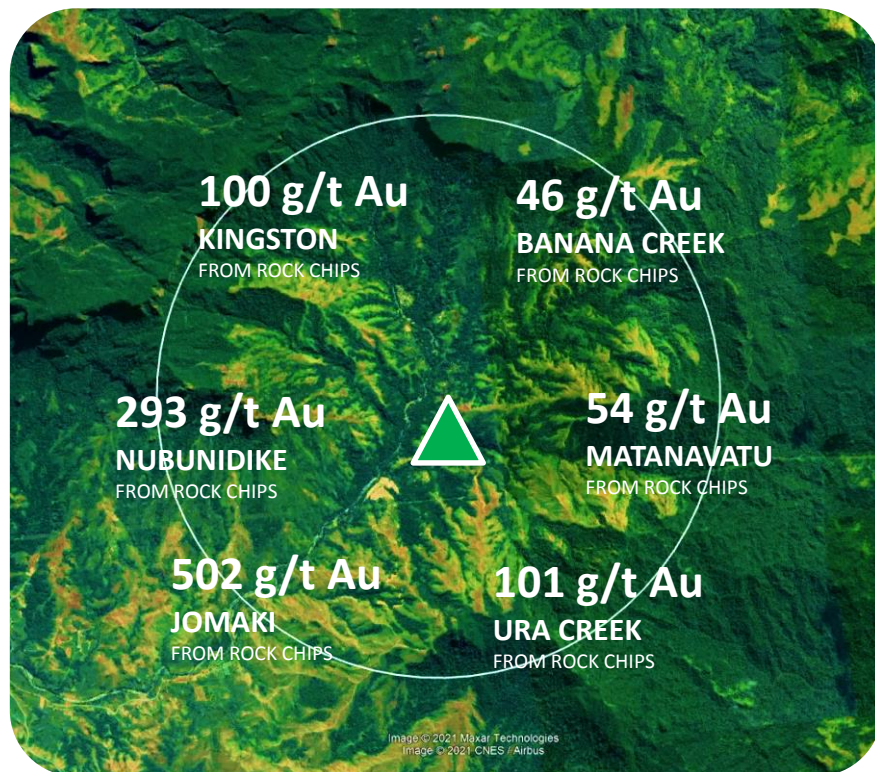 100 g/t Au
KINGSTON
FROM ROCK CHIPS
46 g/t Au
BANANA CREEK
FROM ROCK CHIPS
293 g/t Au
NUBUNIDIKE
FROM ROCK CHIPS
54 g/t Au
MATANAVATU
FROM ROCK CHIPS
502 g/t Au
JOMAKI
FROM ROCK CHIPS
101 g/t Au
URA CREEK
FROM ROCK CHIPS
Image © 2021 Maxar Technologies
Image © 2021 CNES / Airbus